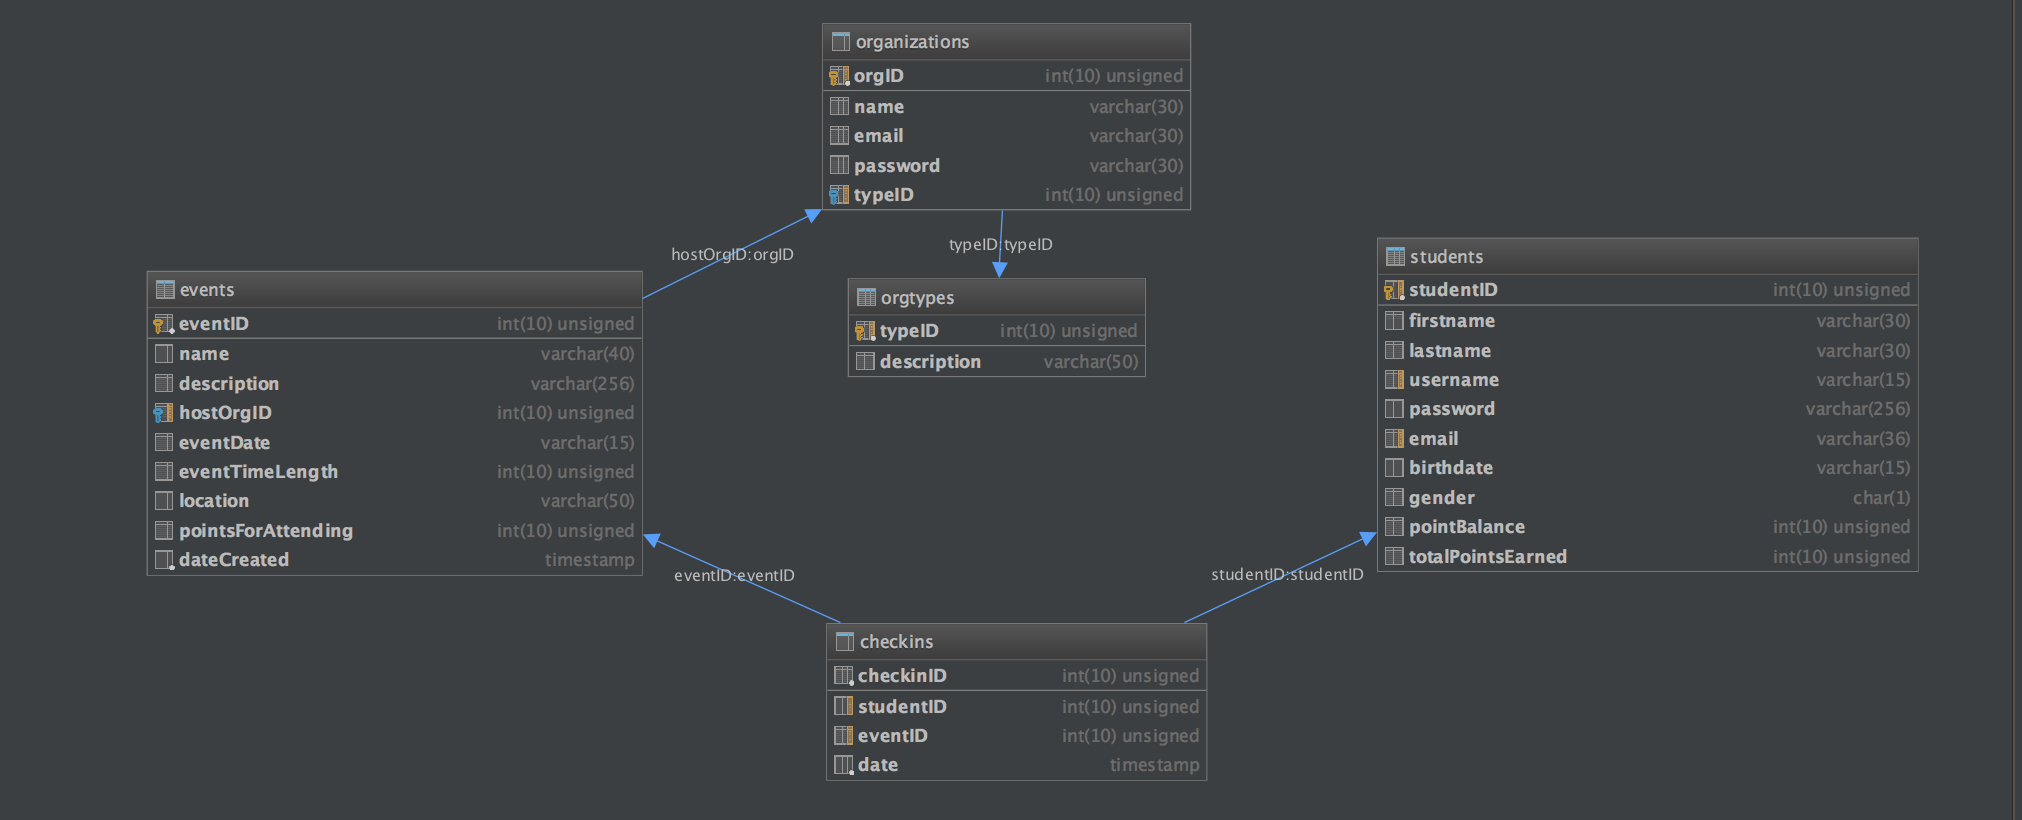 organizations
orgID int(10) unsigned
name varchar(30)
email varchar(30)
password varchar(30)
typeID int(10) unsigned
hostOrgID:orgID
typeID:typeID
events
eventID int(10) unsigned
name varchar(40)
description varchar(256)
hostOrgID int(10) unsigned
eventDate varchar(15)
eventTimeLength int(10) unsigned
location varchar(50)
pointsForAttending int(10) unsigned
dateCreated timestamp
orgtypes
typeID int(10) unsigned
description varchar(50)
students
studentID int(10) unsigned
firstname varchar(30)
lastname varchar(30)
username varchar(15)
password varchar(256)
email varchar(36)
birthdate varchar(15)
gender char(1)
pointBalance int(10) unsigned
totalPointsEarned int(10) unsigned
eventID:eventID
studentID:studentID
checkins
checkinID int(10) unsigned
studentID int(10) unsigned
eventID int(10) unsigned
date timestamp